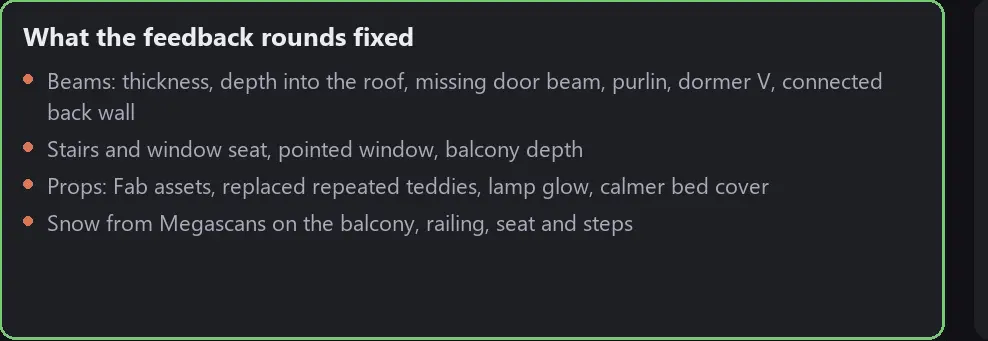 What the feedback rounds fixed
Beams: thickness, depth into the roof, missing door beam, purlin, dormer V, connected
back wall
Stairs and window seat, pointed window, balcony depth
Props: Fab assets, replaced repeated teddies, lamp glow, calmer bed cover
Snow from Megascans on the balcony, railing, seat and steps